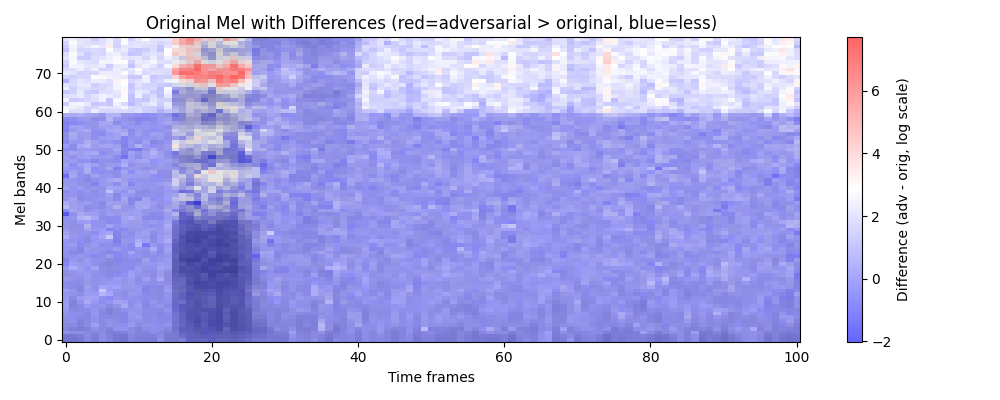 Original Mel with Differences (red=adversarial > original, blue=less)
Mel bands
70
60
50
40
30
20
10
0
0 20 40 60 80 100
Time frames
6
4
2
0
−2
Difference (adv - orig, log scale)